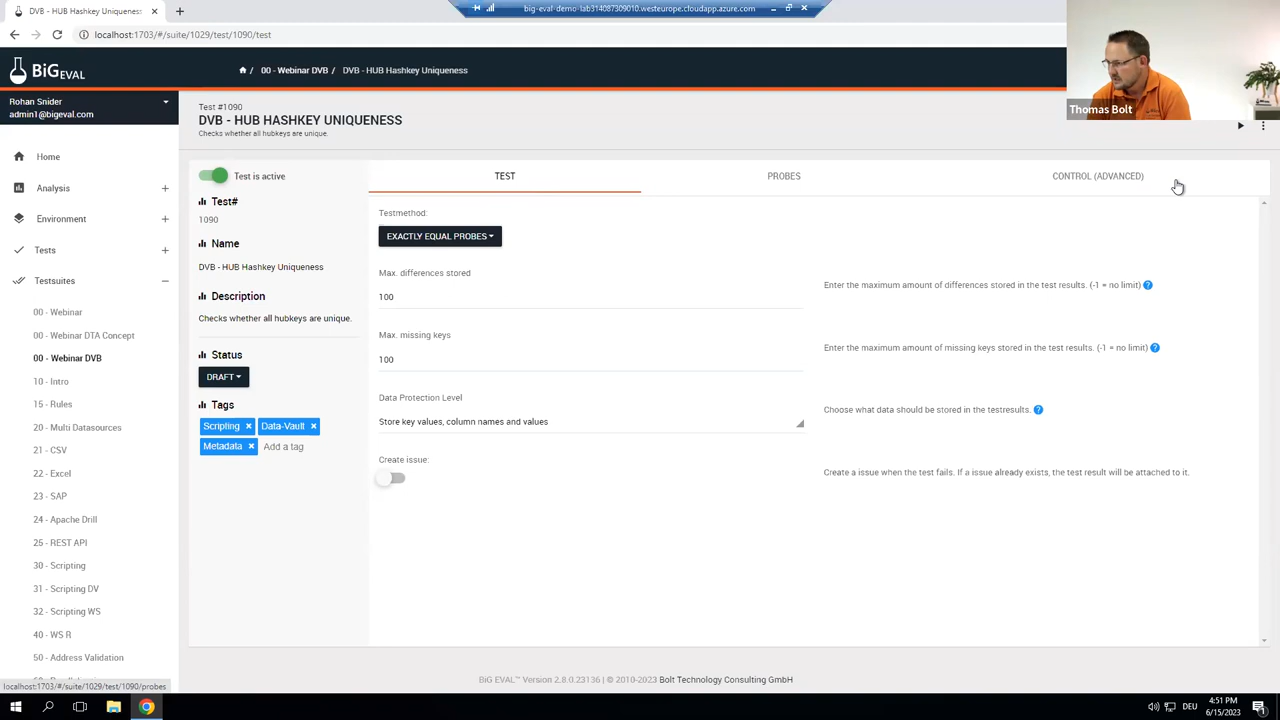 DVB - HUB Hashkey Uniqueness
big-eval-demo-lab314087309010.westeurope.cloudapp.azure.com
localhost:1703/#/suite/1029/test/1090/test
BiG EVAL
/ 00 - Webinar DVB / DVB - HUB Hashkey Uniqueness
Thomas Bolt
Rohan Snider
admin1@bigeval.com
Home
Analysis
Environment
Tests
Testsuites
00 - Webinar
00 - Webinar DTA Concept
00 - Webinar DVB
10 - Intro
15 - Rules
20 - Multi Datasources
21 - CSV
22 - Excel
23 - SAP
24 - Apache Drill
25 - REST API
30 - Scripting
31 - Scripting DV
32 - Scripting WS
40 - WS R
50 - Address Validation
Test #1090
DVB - HUB HASHKEY UNIQUENESS
Checks whether all hubkeys are unique.
Test is active
Test#
1090
Name
DVB - HUB Hashkey Uniqueness
Description
Checks whether all hubkeys are unique.
Status
DRAFT
Tags
Scripting × Data-Vault ×
Metadata × Add a tag
TEST PROBES CONTROL (ADVANCED)
Testmethod:
EXACTLY EQUAL PROBES
Max. differences stored
100
Enter the maximum amount of differences stored in the test results. (-1 = no limit) ?
Max. missing keys
100
Enter the maximum amount of missing keys stored in the test results. (-1 = no limit) ?
Data Protection Level
Store key values, column names and values
Choose what data should be stored in the testresults. ?
Create issue:
Create a issue when the test fails. If a issue already exists, the test result will be attached to it.
BiG EVAL™ Version 2.8.0.23136 | © 2010-2023 Bolt Technology Consulting GmbH
localhost:1703/#/suite/1029/test/1090/probes
DEU
4:51 PM
6/15/2023